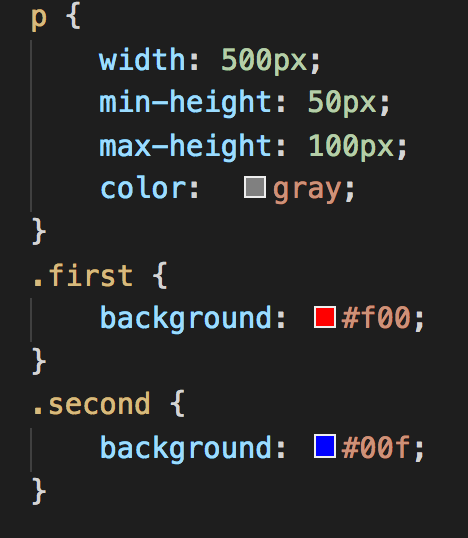 p {
width: 500px;
min-height: 50px;
max-height: 100px;
color: gray;
}
.first {
background: #f00;
}
.second {
background: #00f;
}